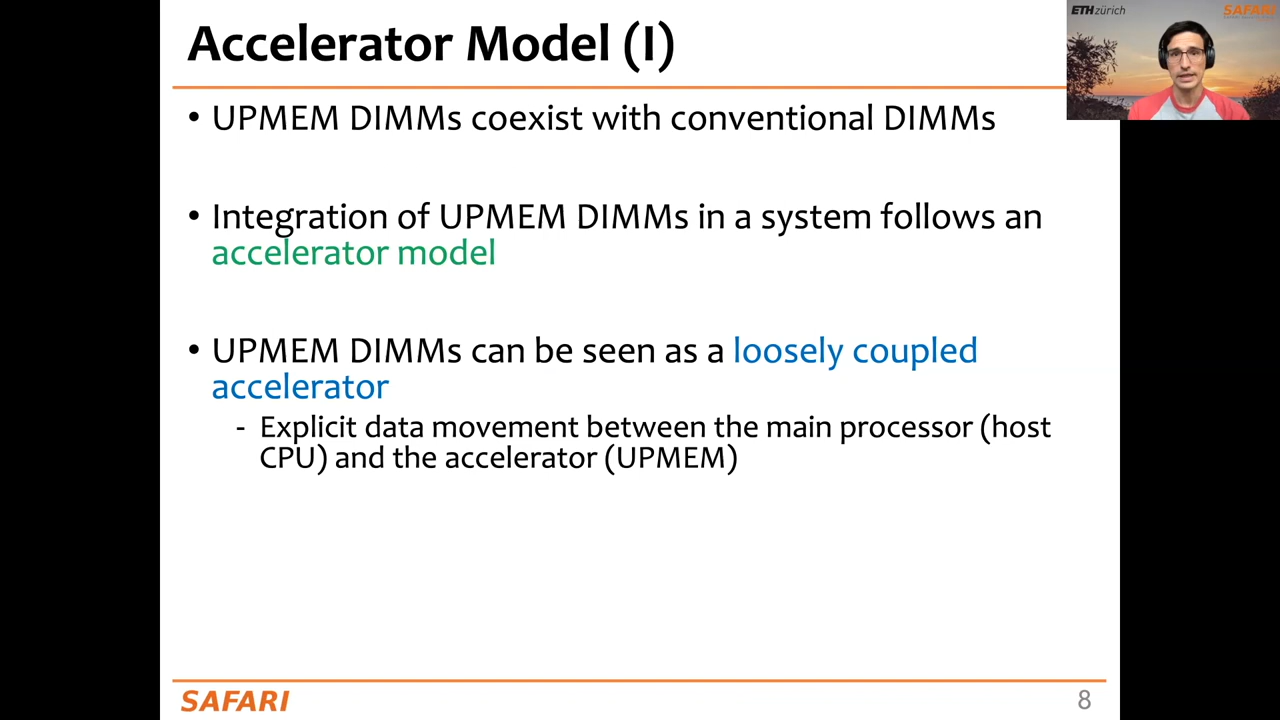 Accelerator Model (I)
ETH zürich
SAFARI
• UPMEM DIMMs coexist with conventional DIMMs
• Integration of UPMEM DIMMs in a system follows an
accelerator model
• UPMEM DIMMs can be seen as a loosely coupled
accelerator
- Explicit data movement between the main processor (host
CPU) and the accelerator (UPMEM)
SAFARI
8